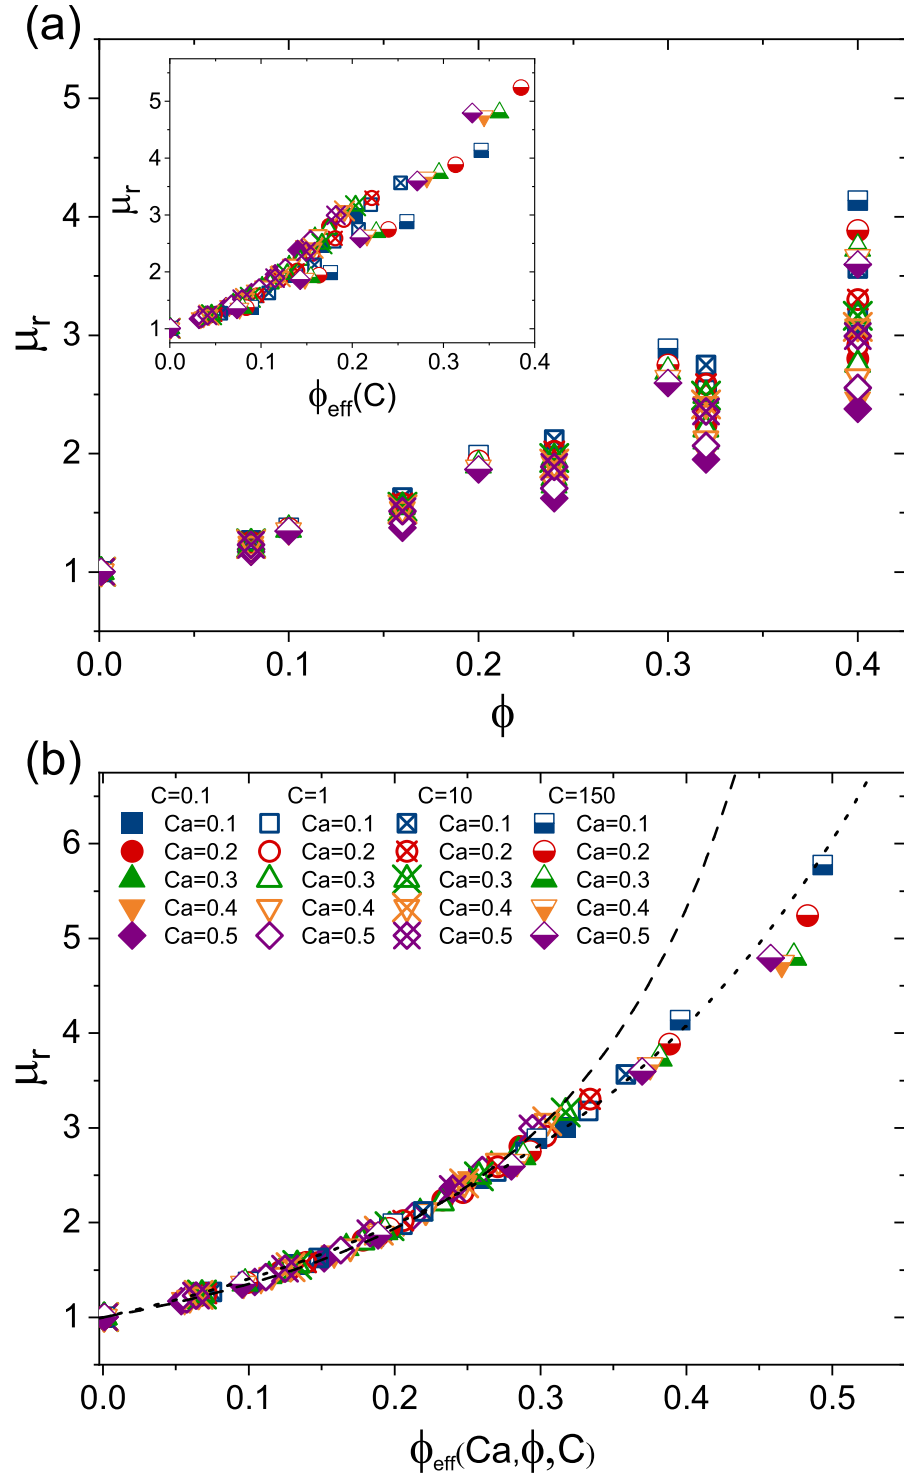 (a)
5
4
3
2
1
μr
0.0 0.1 0.2 0.3 0.4
ϕ
5
4
3
2
1
μr
0.0 0.1 0.2 0.3 0.4
ϕeff(C)
(b)
C=0.1 C=1 C=10 C=150
Ca=0.1 Ca=0.1 Ca=0.1 Ca=0.1
Ca=0.2 Ca=0.2 Ca=0.2 Ca=0.2
Ca=0.3 Ca=0.3 Ca=0.3 Ca=0.3
Ca=0.4 Ca=0.4 Ca=0.4 Ca=0.4
Ca=0.5 Ca=0.5 Ca=0.5 Ca=0.5
6
5
4
3
2
1
μr
0.0 0.1 0.2 0.3 0.4 0.5
ϕeff(Ca,ϕ,C)